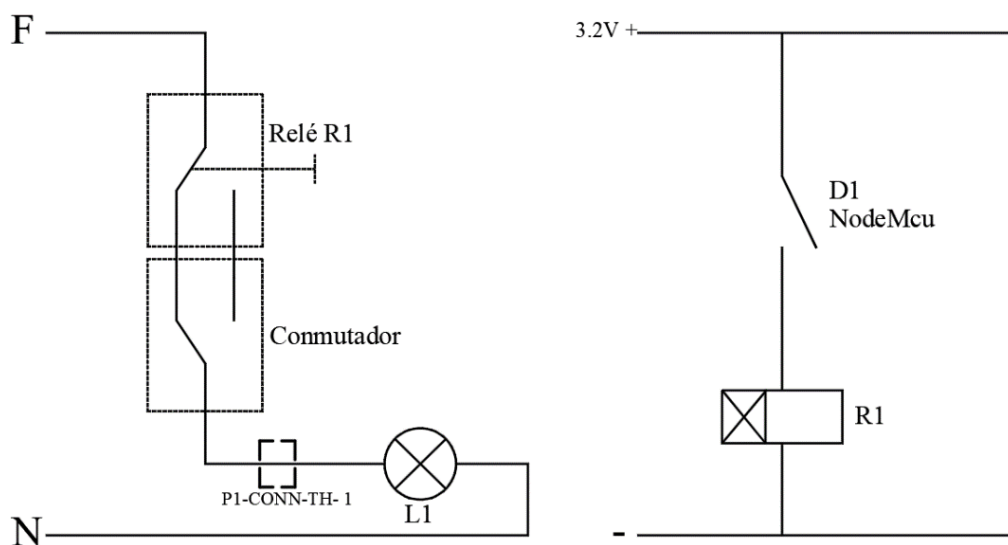 F
3.2V +
Relé R1
D1
NodeMcu
Conmutador
R1
P1-CONN-TH- 1
L1
N
-